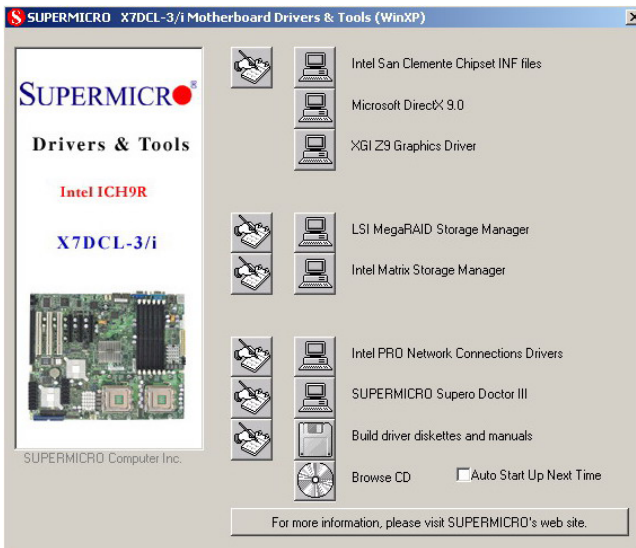 SUPERMICRO X7DCL-3/i Motherboard Drivers & Tools (WinXP)
SUPERMICRO®
Drivers & Tools
Intel ICH9R
X7DCL-3/i
SUPERMICRO Computer Inc.
Intel San Clemente Chipset INF files
Microsoft DirectX 9.0
XGI Z9 Graphics Driver
LSI MegaRAID Storage Manager
Intel Matrix Storage Manager
Intel PRO Network Connections Drivers
SUPERMICRO Supero Doctor III
Build driver diskettes and manuals
Browse CD Auto Start Up Next Time
For more information, please visit SUPERMICRO's web site.